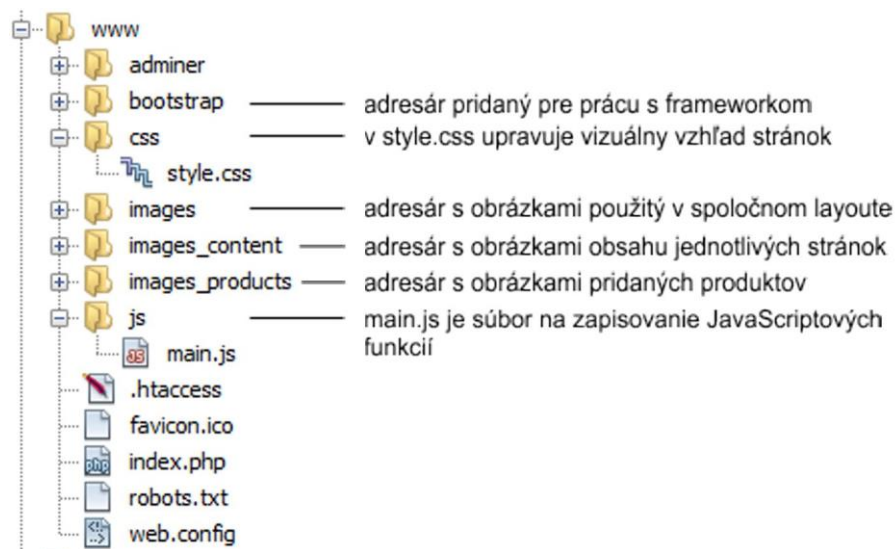 www
adminer
bootstrap adresár pridaný pre prácu s frameworkom
css v style.css upravuje vizuálny vzhľad stránok
style.css
images adresár s obrázkami použitý v spoločnom layoute
images_content adresár s obrázkami obsahu jednotlivých stránok
images_products adresár s obrázkami pridaných produktov
js main.js je súbor na zapisovanie JavaScriptových
funkcií
JS main.js
.htaccess
favicon.ico
php index.php
robots.txt
web.config